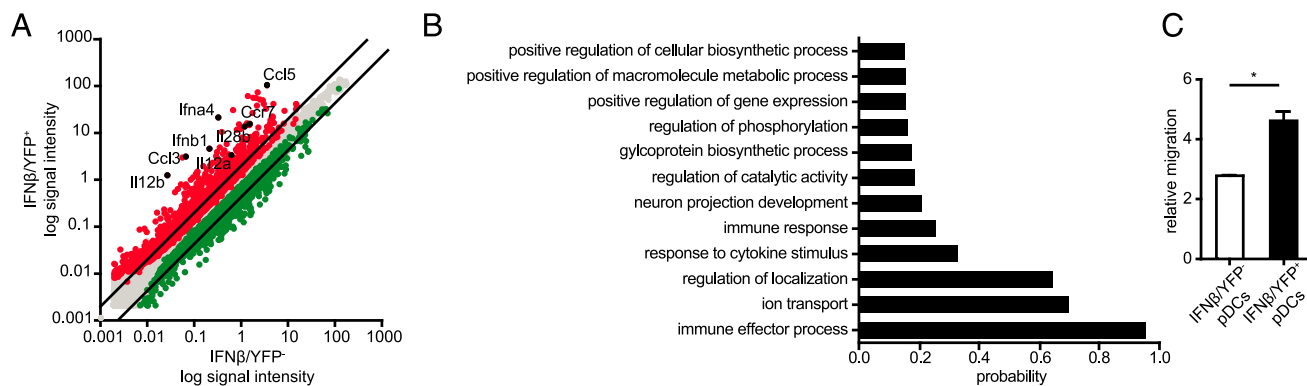 A
IFNβ/YFP⁺
log signal intensity
1000
100
10
1
0.1
0.01
0.001
Ccl5
Ifna4
Ccr7
Il28b
Ifnb1
Ccl3
Il12a
Il12b
0.001 0.01 0.1 1 10 100 1000
IFNβ/YFP⁻
log signal intensity
B
positive regulation of cellular biosynthetic process
positive regulation of macromolecule metabolic process
positive regulation of gene expression
regulation of phosphorylation
gylcoprotein biosynthetic process
regulation of catalytic activity
neuron projection development
immune response
response to cytokine stimulus
regulation of localization
ion transport
immune effector process
0.0 0.2 0.4 0.6 0.8 1.0
probability
C
relative migration
6
4
2
0
*
IFNβ/YFP⁻
pDCs
IFNβ/YFP⁺
pDCs